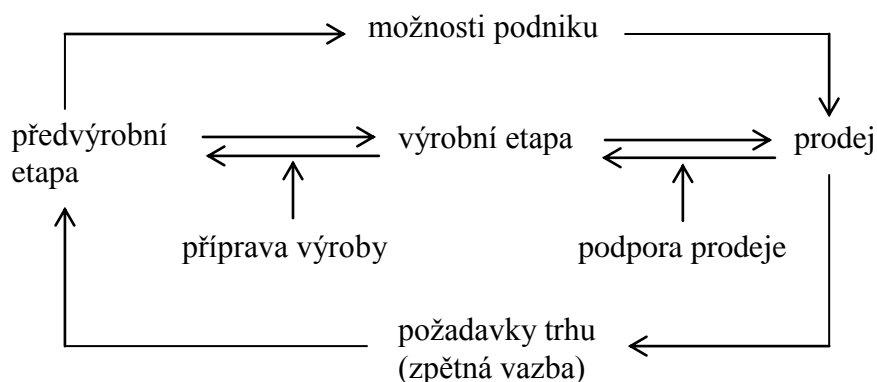 možnosti podniku
předvýrobní
etapa
výrobní etapa
prodej
příprava výroby
podpora prodeje
požadavky trhu
(zpětná vazba)